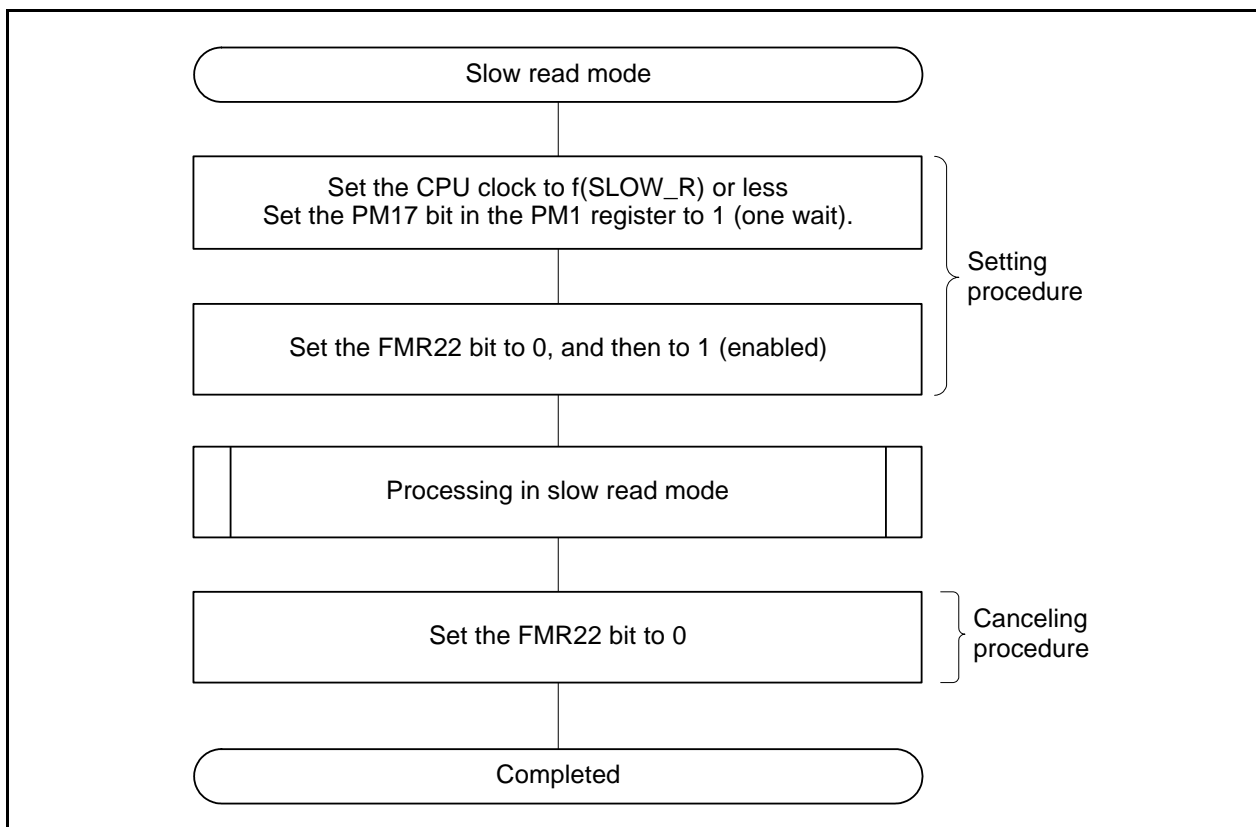 Slow read mode
Set the CPU clock to f(SLOW_R) or less
Set the PM17 bit in the PM1 register to 1 (one wait).
Setting
procedure
Set the FMR22 bit to 0, and then to 1 (enabled)
Processing in slow read mode
Set the FMR22 bit to 0
Canceling
procedure
Completed